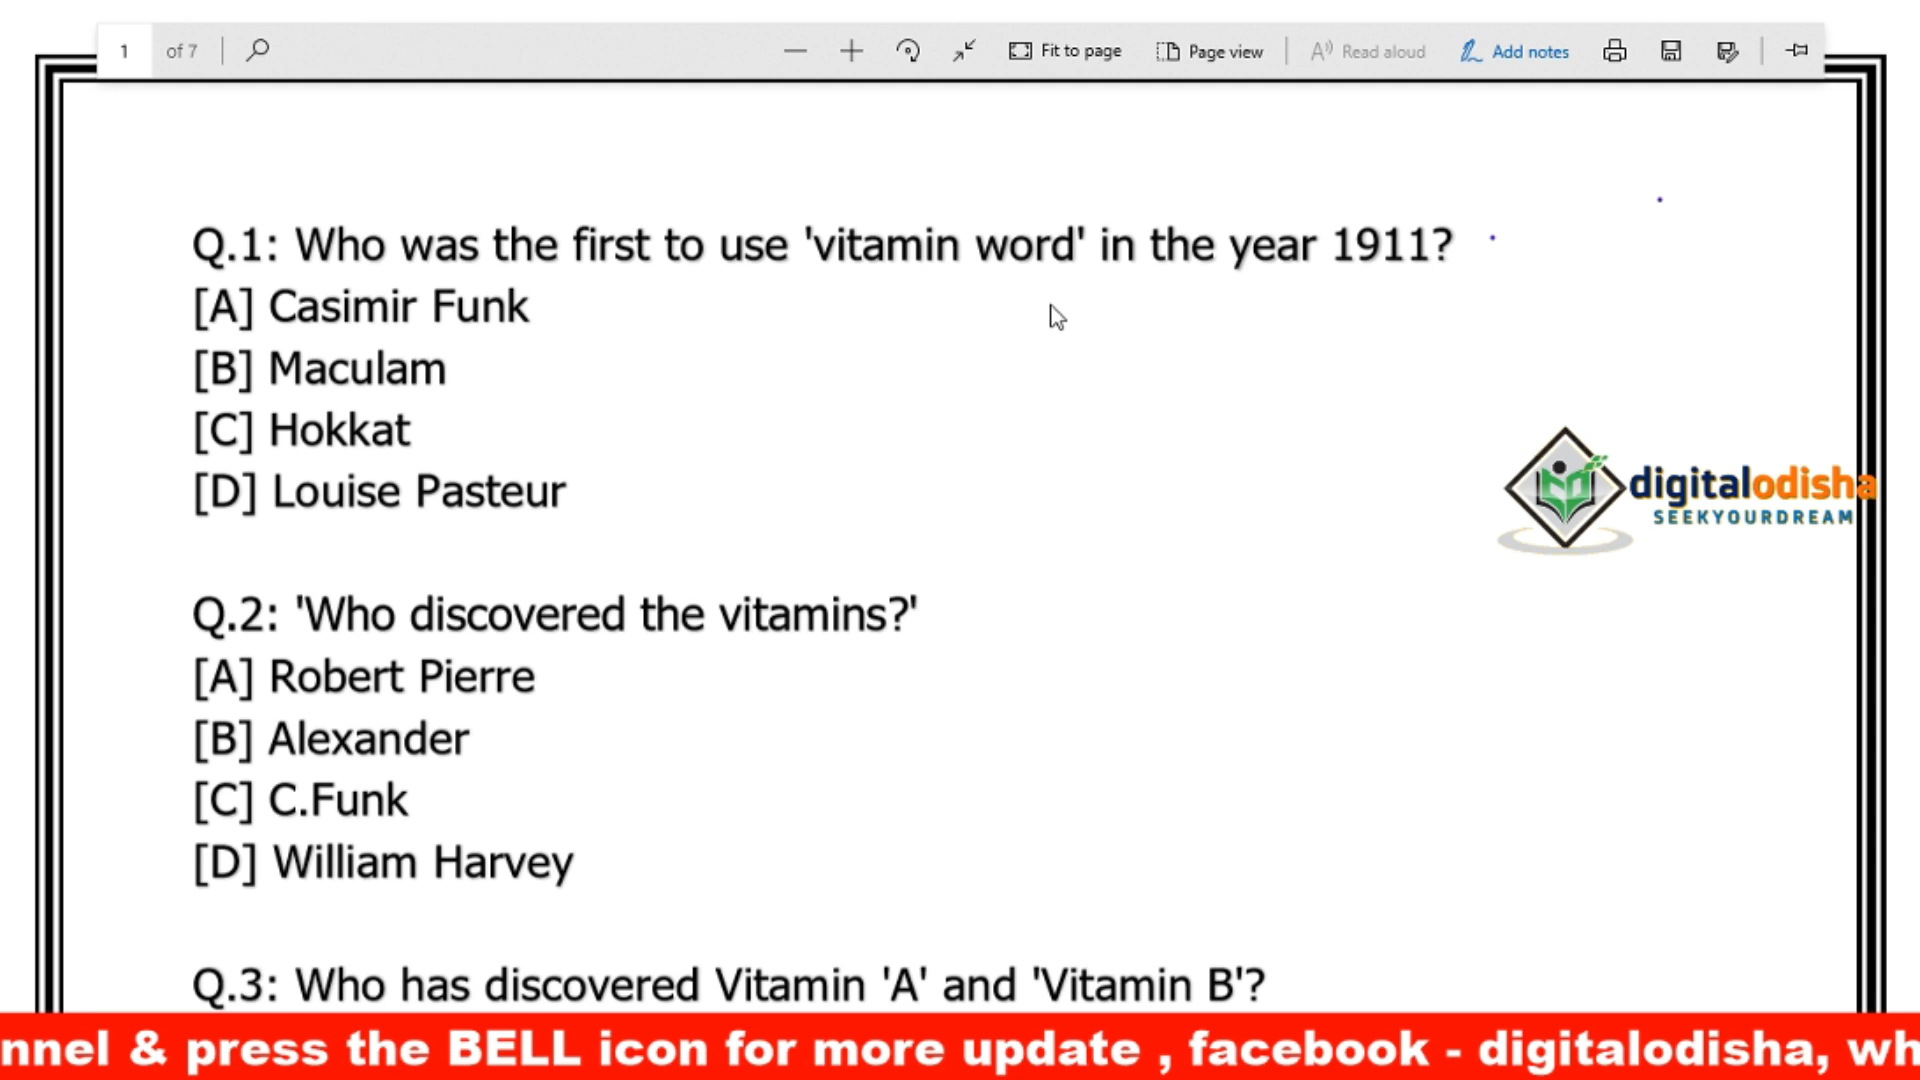 1 of 7 Fit to page Page view Read aloud Add notes
Q.1: Who was the first to use 'vitamin word' in the year 1911?
[A] Casimir Funk
[B] Maculam
[C] Hokkat
[D] Louise Pasteur
digitalodisha
SEEKYOURDREAM
Q.2: 'Who discovered the vitamins?'
[A] Robert Pierre
[B] Alexander
[C] C.Funk
[D] William Harvey
Q.3: Who has discovered Vitamin 'A' and 'Vitamin B'?
nnel & press the BELL icon for more update , facebook - digitalodisha, wh